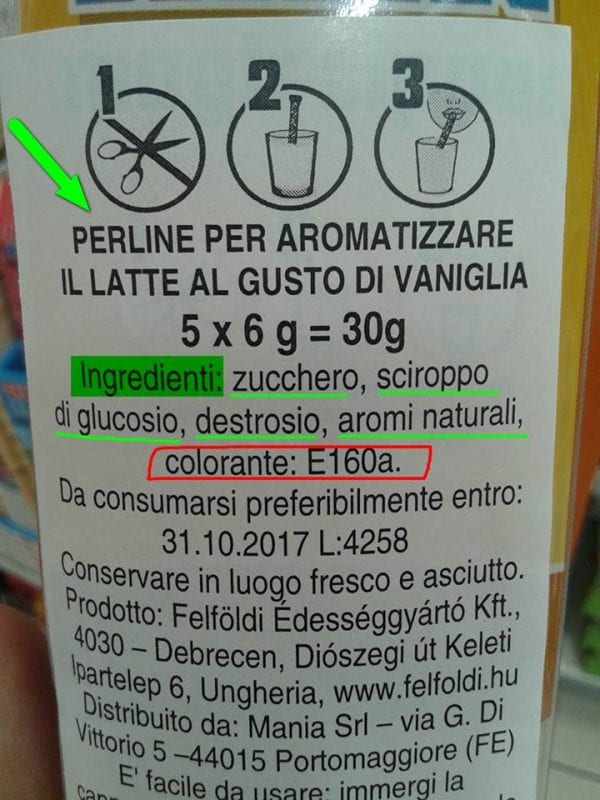 1 2 3
PERLINE PER AROMATIZZARE
IL LATTE AL GUSTO DI VANIGLIA
5 x 6 g = 30g
Ingredienti: zucchero, sciroppo
di glucosio, destrosio, aromi naturali,
colorante: E160a.
Da consumarsi preferibilmente entro:
31.10.2017 L:4258
Conservare in luogo fresco e asciutto.
Prodotto: Felföldi Édességgyártó Kft.,
4030 – Debrecen, Diószegi út Keleti
Ipartelep 6, Ungheria, www.felfoldi.hu
Distribuito da: Mania Srl – via G. Di
Vittorio 5 –44015 Portomaggiore (FE)
E' facile da usare: immergi la